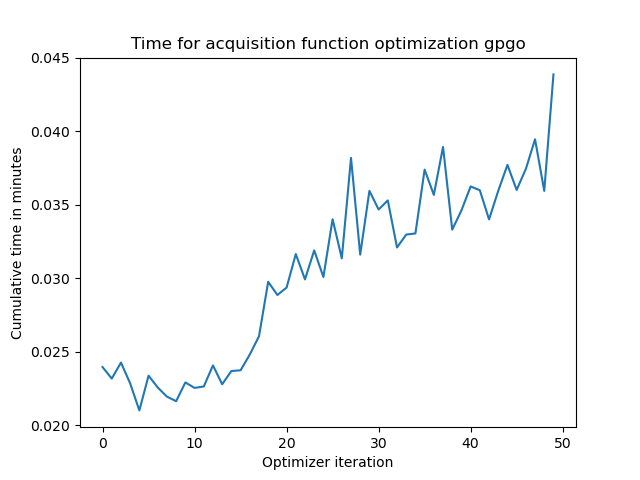 Time for acquisition function optimization gpgo
0.045
0.040
0.035
0.030
0.025
0.020
Cumulative time in minutes
0 10 20 30 40 50
Optimizer iteration